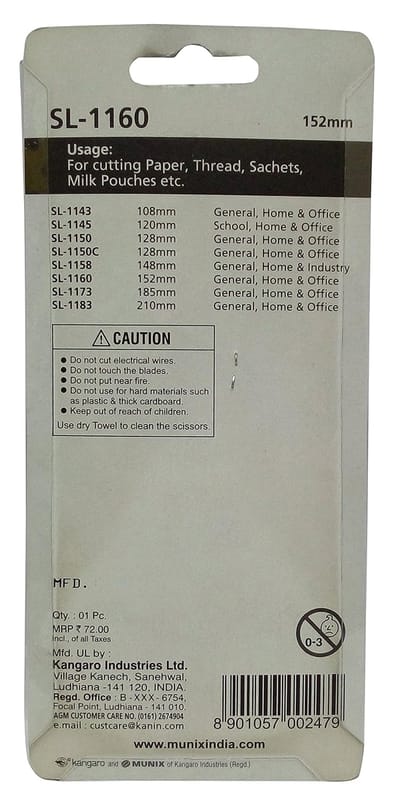 SL-1160 152mm
Usage:
For cutting Paper, Thread, Sachets,
Milk Pouches etc.
SL-1143 108mm General, Home & Office
SL-1145 120mm School, Home & Office
SL-1150 128mm General, Home & Office
SL-1150C 128mm General, Home & Office
SL-1158 148mm General, Home & Industry
SL-1160 152mm General, Home & Office
SL-1173 185mm General, Home & Office
SL-1183 210mm General, Home & Office
CAUTION
● Do not cut electrical wires.
● Do not touch the blades.
● Do not put near fire.
● Do not use for hard materials such
as plastic & thick cardboard.
● Keep out of reach of children.
Use dry Towel to clean the scissors.
MFD.
Qty. : 01 Pc.
MRP ₹ 72.00
Incl., of all Taxes
Mfd. UL by :
Kangaro Industries Ltd.
Village Kanech, Sanehwal,
Ludhiana -141 120, INDIA.
Regd. Office : B -XXX - 6754,
Focal Point, Ludhiana -141 010.
AGM CUSTOMER CARE NO. (0161) 2674904
e.mail : custcare@kanin.com
0-3
8 901057 002479
www.munixindia.com
kangaro and MUNIX of Kangaro Industries (Regd.)